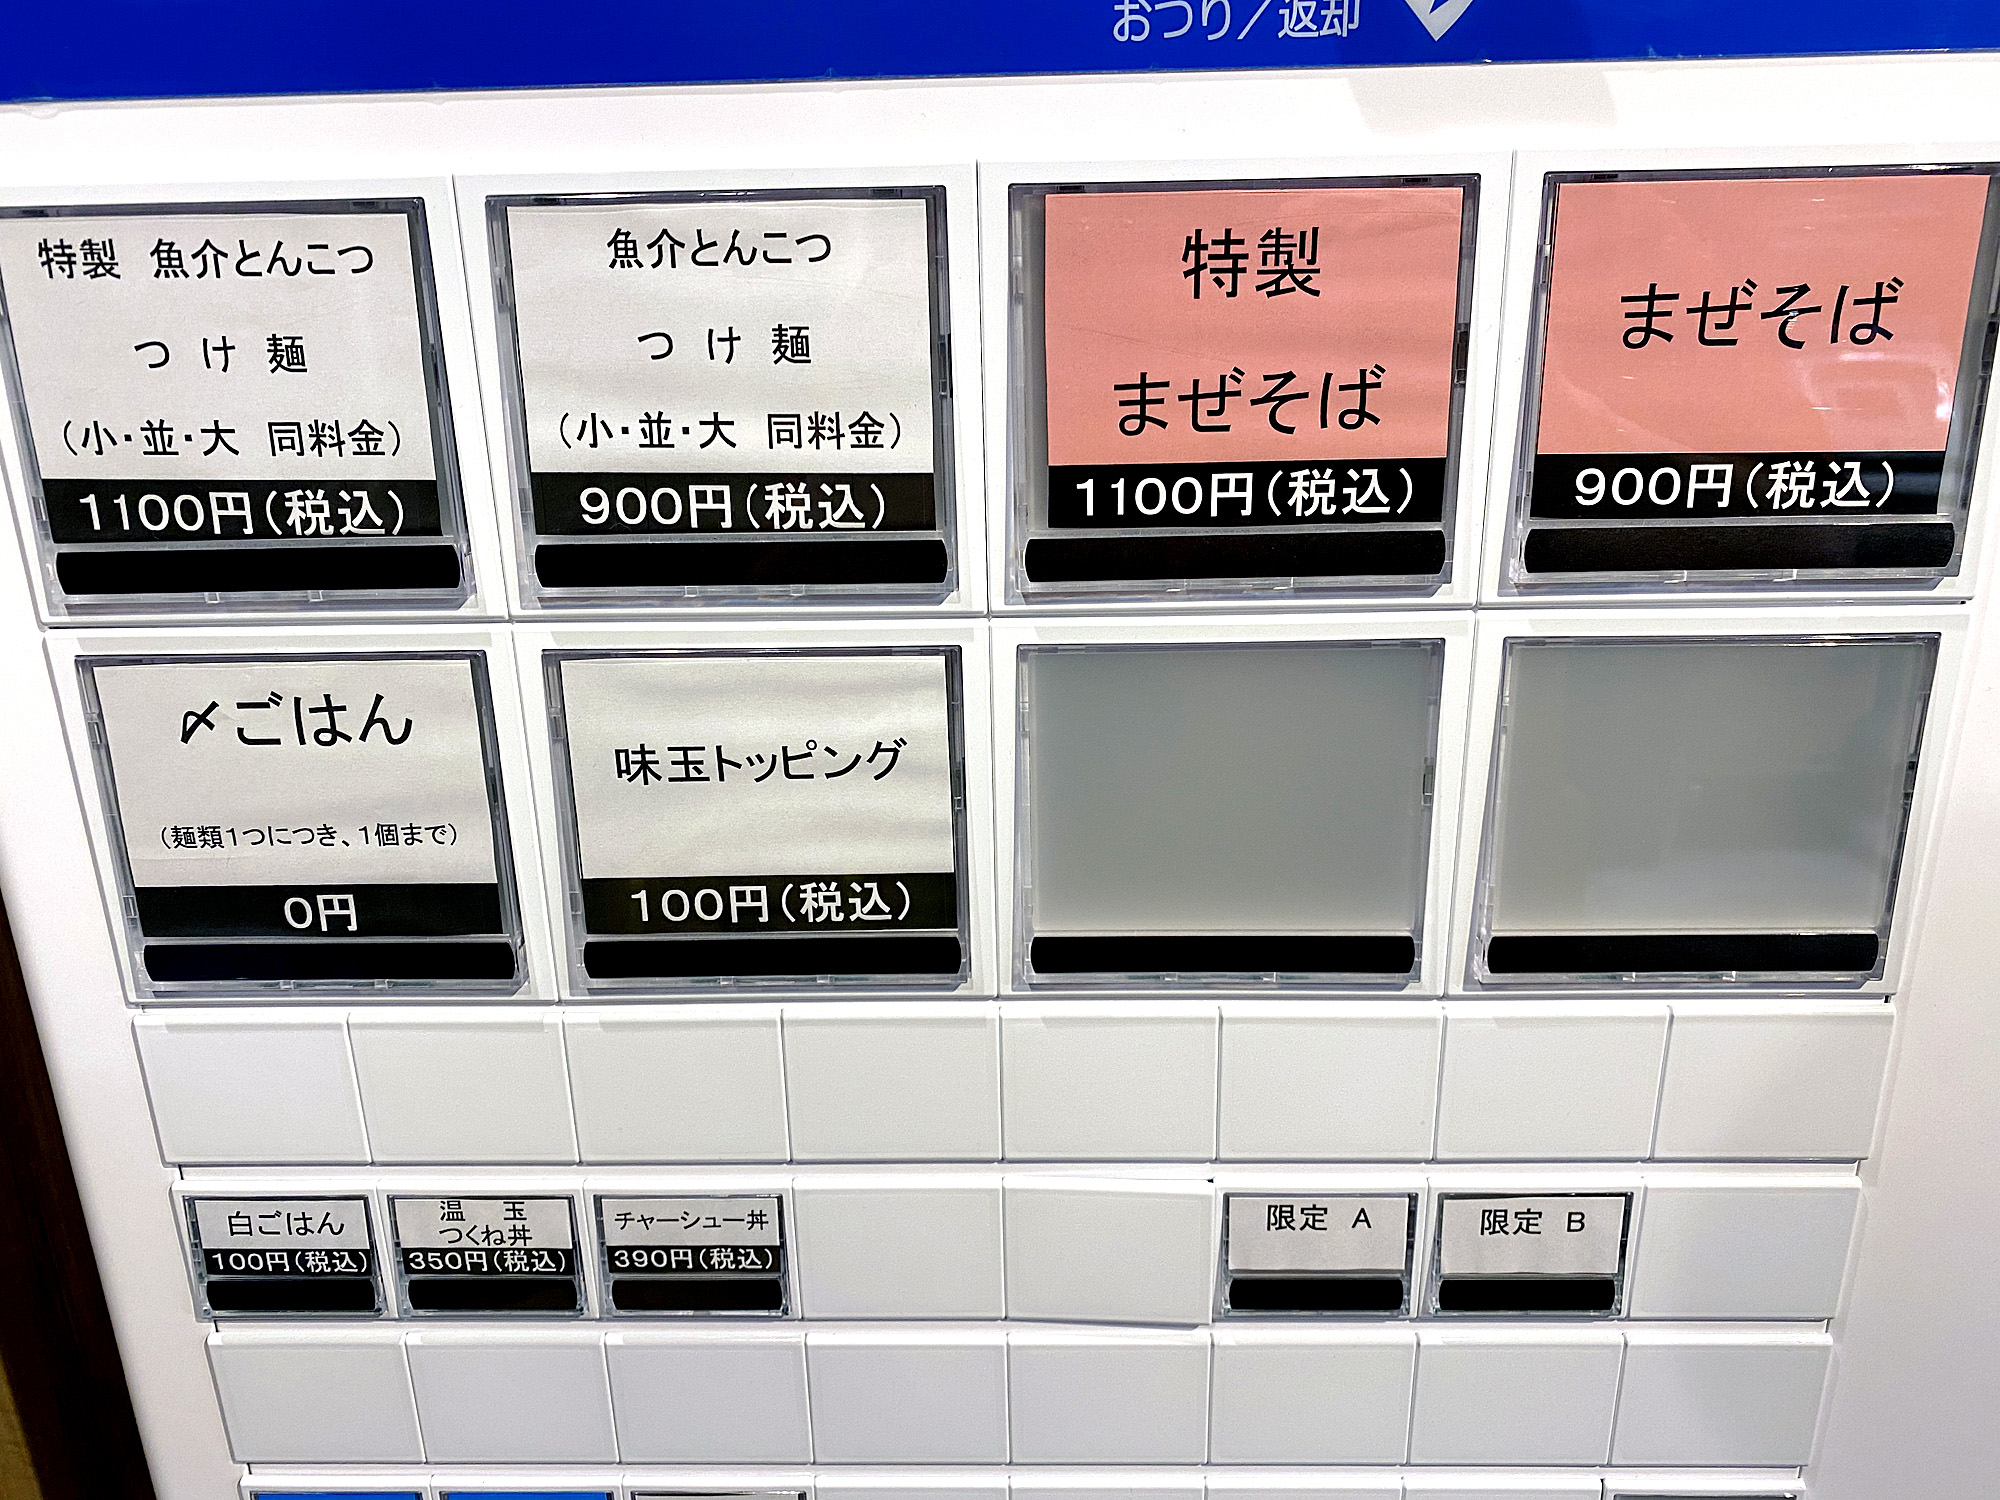 おつり/返却
特製 魚介とんこつ
つけ麺
(小・並・大 同料金)
1100円(税込)
魚介とんこつ
つけ麺
(小・並・大 同料金)
900円(税込)
特製
まぜそば
1100円(税込)
まぜそば
900円(税込)
〆ごはん
(麺類1つにつき、1個まで)
0円
味玉トッピング
100円(税込)
白ごはん
100円(税込)
温玉
つくね丼
350円(税込)
チャーシュー丼
390円(税込)
限定 A
限定 B